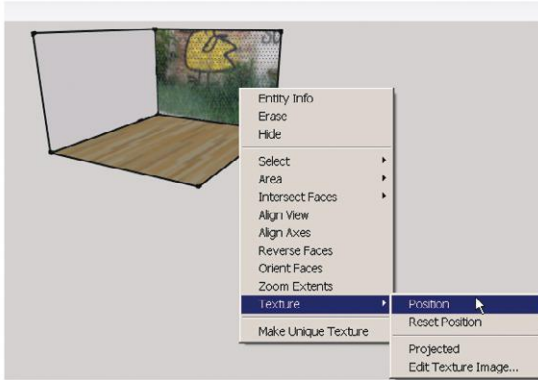 Entity Info
Erase
Hide
Select
Area
Intersect Faces
Align View
Align Axes
Reverse Faces
Orient Faces
Zoom Extents
Texture
Make Unique Texture
Position
Reset Position
Projected
Edit Texture Image...